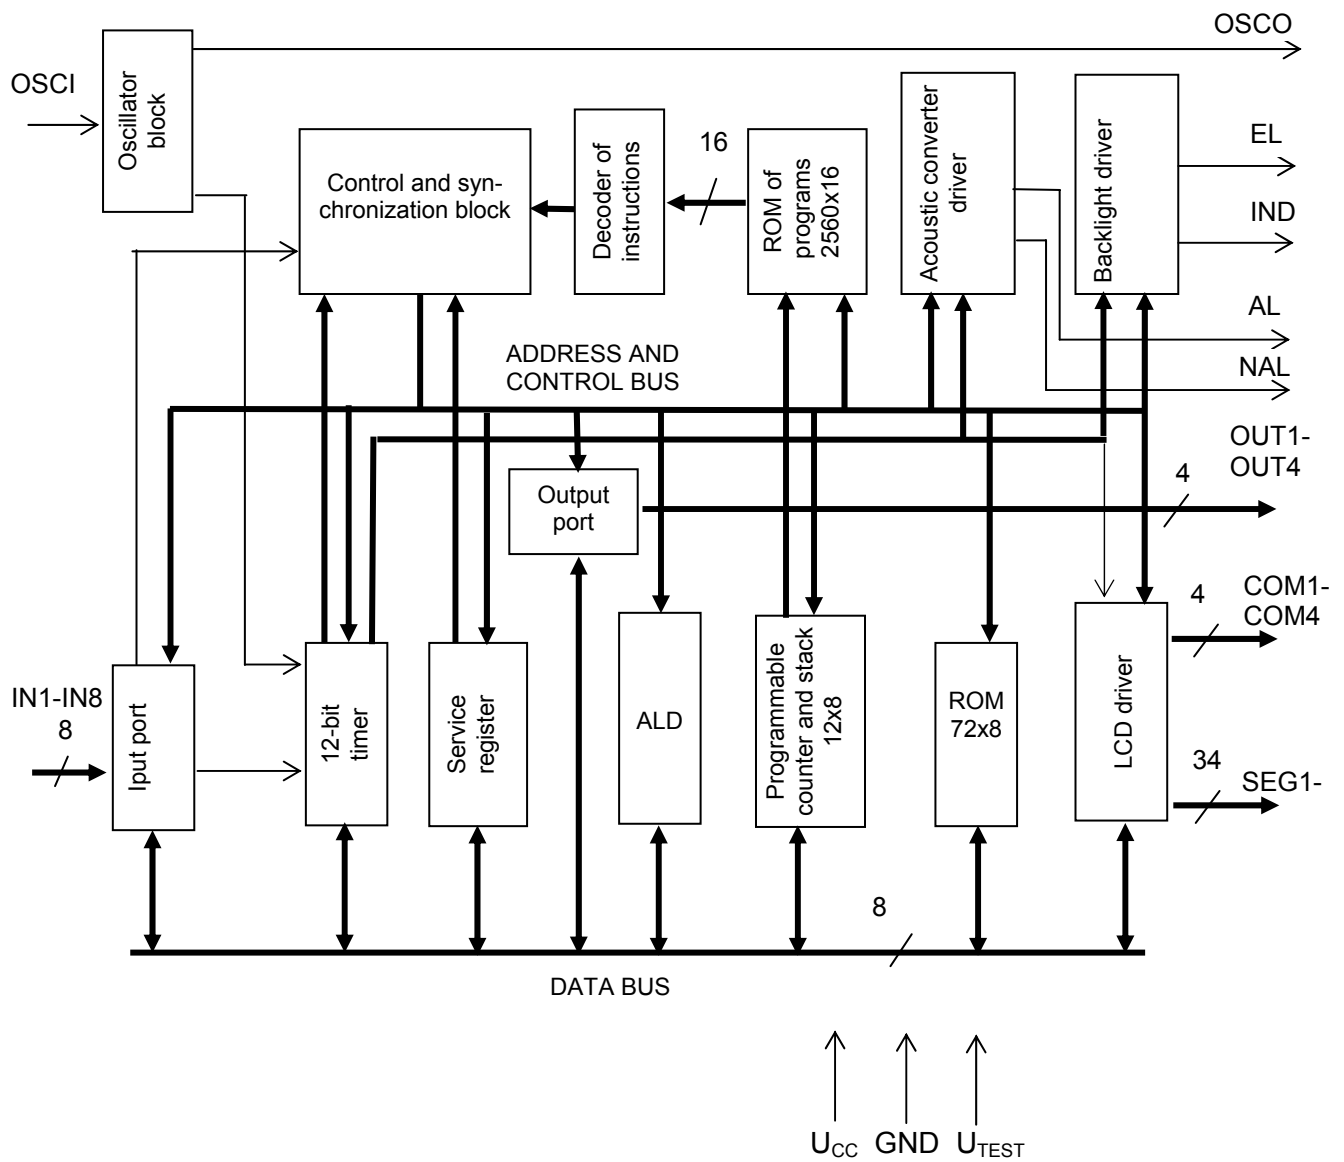 OSCO
OSCI
Oscillator
block
EL
16
Control and syn-
chronization block
Decoder of
instructions
ROM of
programs
2560x16
Acoustic converter
driver
Backlight driver
IND
AL
ADDRESS AND
CONTROL BUS
NAL
OUT1-
OUT4
4
Output
port
COM1-
COM4
4
IN1-IN8
8
Iput port
12-bit
timer
Service
register
ALD
Programmable
counter and stack
12x8
ROM
72x8
LCD driver
34
SEG1-
8
DATA BUS
UCC GND UTEST